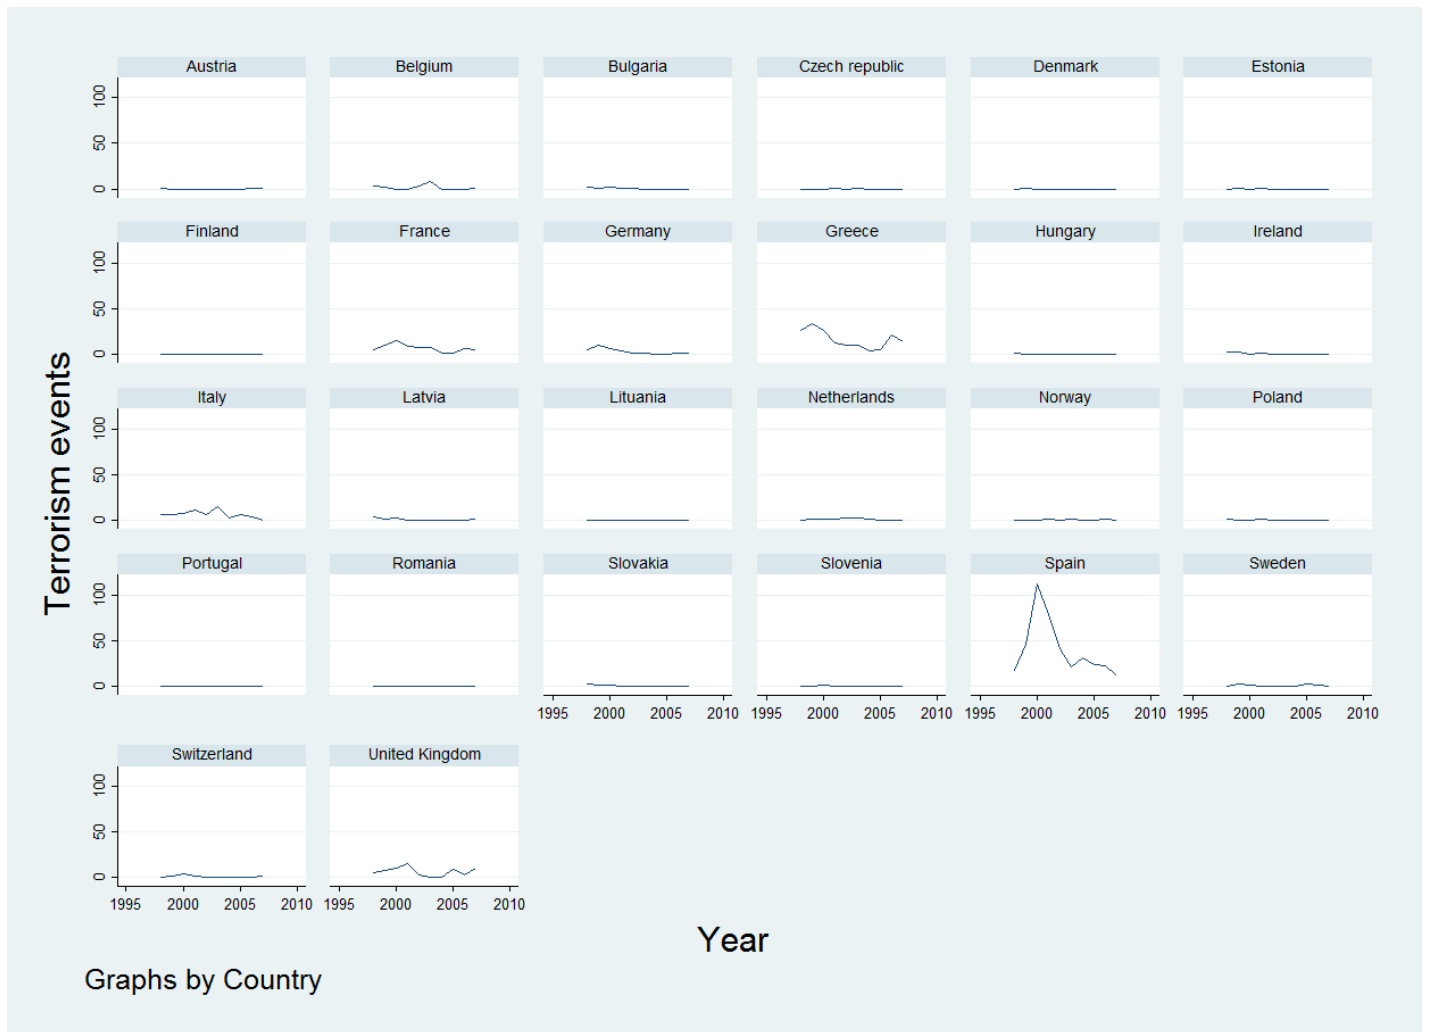 Austria Belgium Bulgaria Czech republic Denmark Estonia
100
50
0
Finland France Germany Greece Hungary Ireland
100
50
0
Italy Latvia Lituania Netherlands Norway Poland
100
50
0
Portugal Romania Slovakia Slovenia Spain Sweden
100
50
0
1995 2000 2005 2010 1995 2000 2005 2010 1995 2000 2005 2010 1995 2000 2005 2010
Switzerland United Kingdom
100
50
0
1995 2000 2005 2010 1995 2000 2005 2010
Terrorism events
Year
Graphs by Country